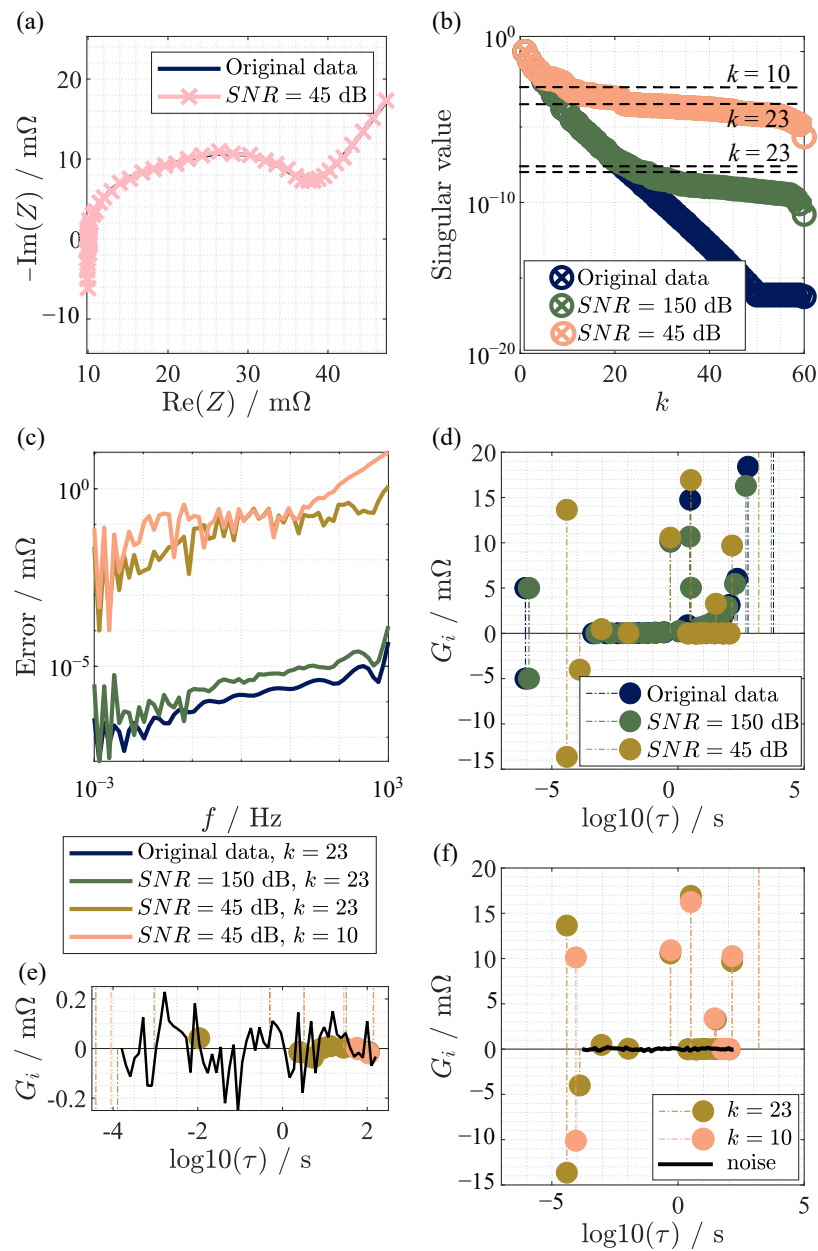 (a)
20
10
0
−10
−Im(Z) / mΩ
Original data
SNR = 45 dB
10
20
30
40
Re(Z) / mΩ
(b)
10^0
10^−10
10^−20
Singular value
k = 10
k = 23
k = 23
Original data
SNR = 150 dB
SNR = 45 dB
0
20
40
60
k
(c)
10^0
10^−5
Error / mΩ
10^−3
10^3
f / Hz
Original data, k = 23
SNR = 150 dB, k = 23
SNR = 45 dB, k = 23
SNR = 45 dB, k = 10
(d)
20
15
10
5
0
−5
−10
−15
G_i / mΩ
Original data
SNR = 150 dB
SNR = 45 dB
−5
0
5
log10(τ) / s
(e)
0.2
0
-0.2
G_i / mΩ
−4
−2
0
2
log10(τ) / s
(f)
20
15
10
5
0
−5
−10
−15
G_i / mΩ
k = 23
k = 10
noise
−5
0
5
log10(τ) / s